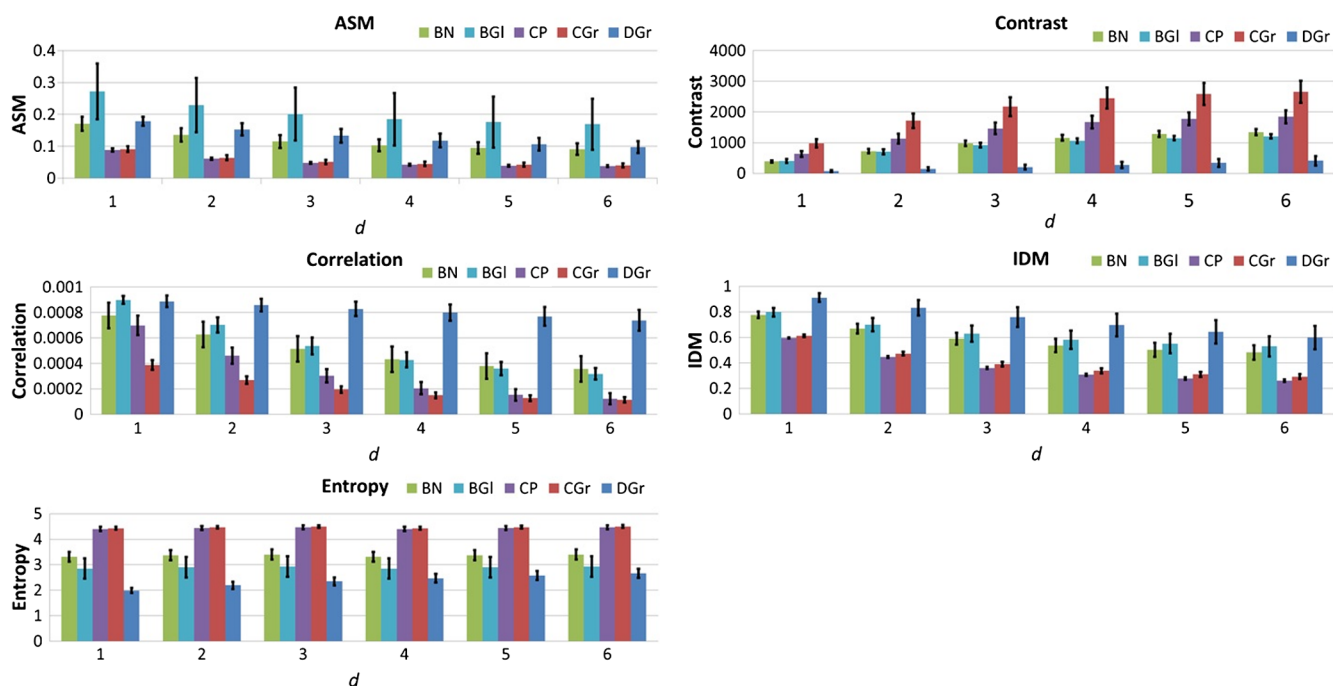 ASM
BN BGl CP CGr DGr
ASM
0.4
0.3
0.2
0.1
0
1 2 3 4 5 6
d
Contrast
BN BGl CP CGr DGr
Contrast
4000
3000
2000
1000
0
1 2 3 4 5 6
d
Correlation
BN BGl CP CGr DGr
Correlation
0.001
0.0008
0.0006
0.0004
0.0002
0
1 2 3 4 5 6
d
IDM
BN BGl CP CGr DGr
IDM
1
0.8
0.6
0.4
0.2
0
1 2 3 4 5 6
d
Entropy
BN BGl CP CGr DGr
Entropy
5
4
3
2
1
0
1 2 3 4 5 6
d